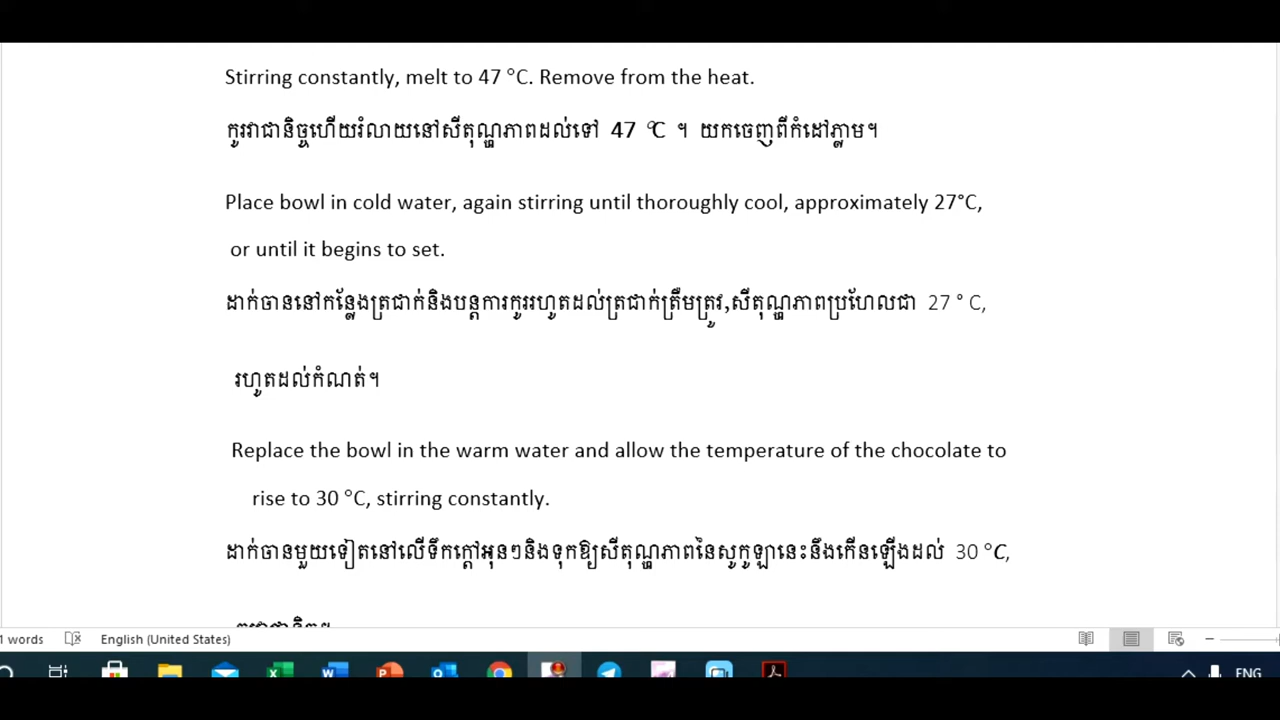 Stirring constantly, melt to 47 °C. Remove from the heat.
កូរវាជានិច្ចហើយរំលាយនៅសីតុណ្ហភាពដល់ទៅ 47 ℃ ។ យកចេញពីកំដៅភ្លាម។
Place bowl in cold water, again stirring until thoroughly cool, approximately 27°C,
or until it begins to set.
ដាក់ចាននៅកន្លែងត្រជាក់និងបន្តការកូររហូតដល់ត្រជាក់ត្រឹមត្រូវ,សីតុណ្ហភាពប្រហែលជា 27 ° C,
រហូតដល់កំណត់។
Replace the bowl in the warm water and allow the temperature of the chocolate to
rise to 30 °C, stirring constantly.
ដាក់ចានមួយទៀតនៅលើទឹកក្តៅអុនៗនិងទុកឱ្យសីតុណ្ហភាពនៃសូកូឡានេះនឹងកើនឡើងដល់ 30 °C,
words English (United States)
ENG